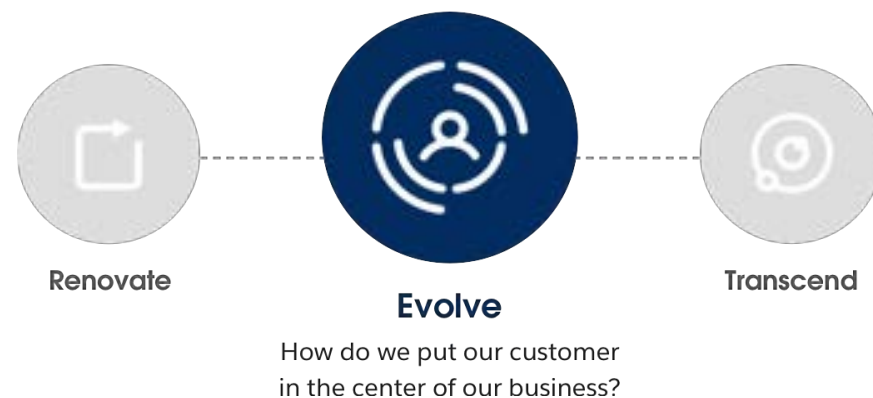 Renovate
Evolve
Transcend
How do we put our customer
in the center of our business?